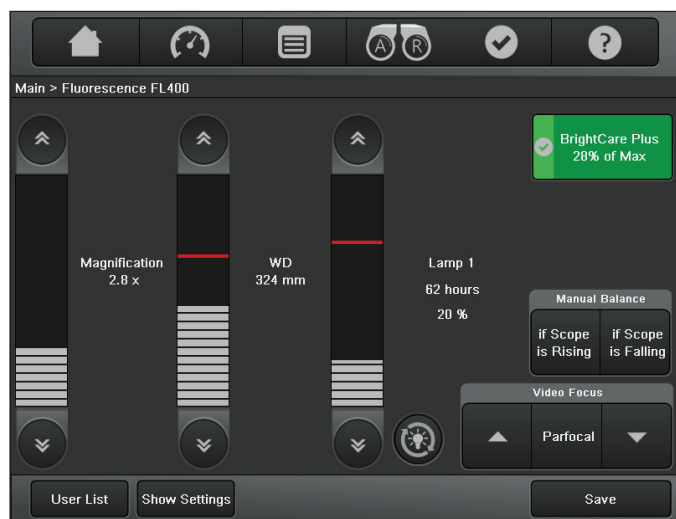 A R ?
Main > Fluorescence FL400
BrightCare Plus
28% of Max
Magnification
2.8 x
WD
324 mm
Lamp 1
62 hours
20 %
Manual Balance
if Scope
is Rising
if Scope
is Falling
Video Focus
Parfocal
User List
Show Settings
Save